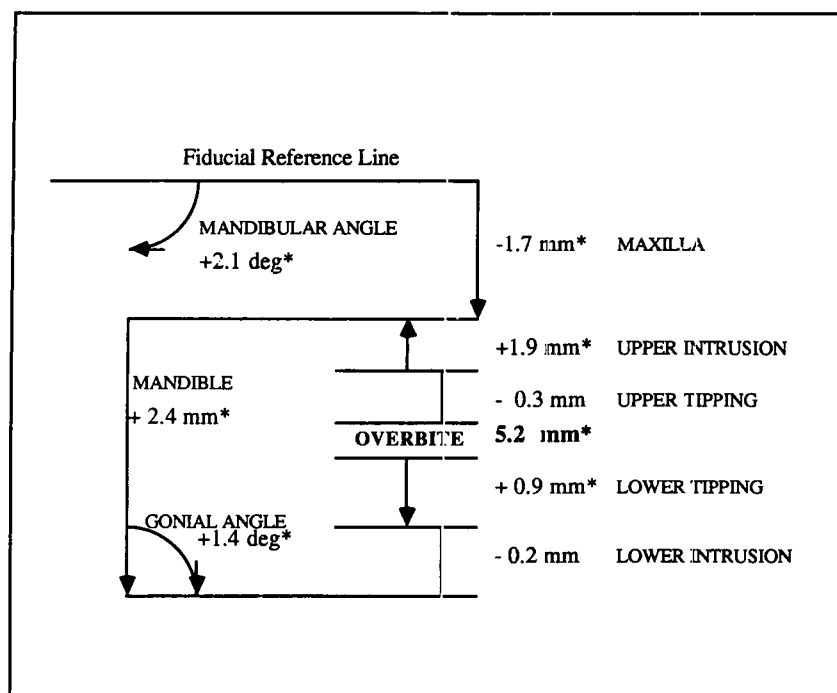 Fiducial Reference Line
MANDIBULAR ANGLE
+2.1 deg*
-1.7 mm* MAXILLA
+1.9 mm* UPPER INTRUSION
MANDIBLE
+ 2.4 mm*
- 0.3 mm UPPER TIPPING
OVERBITE 5.2 mm*
+ 0.9 mm* LOWER TIPPING
GONIAL ANGLE
+1.4 deg*
- 0.2 mm LOWER INTRUSION